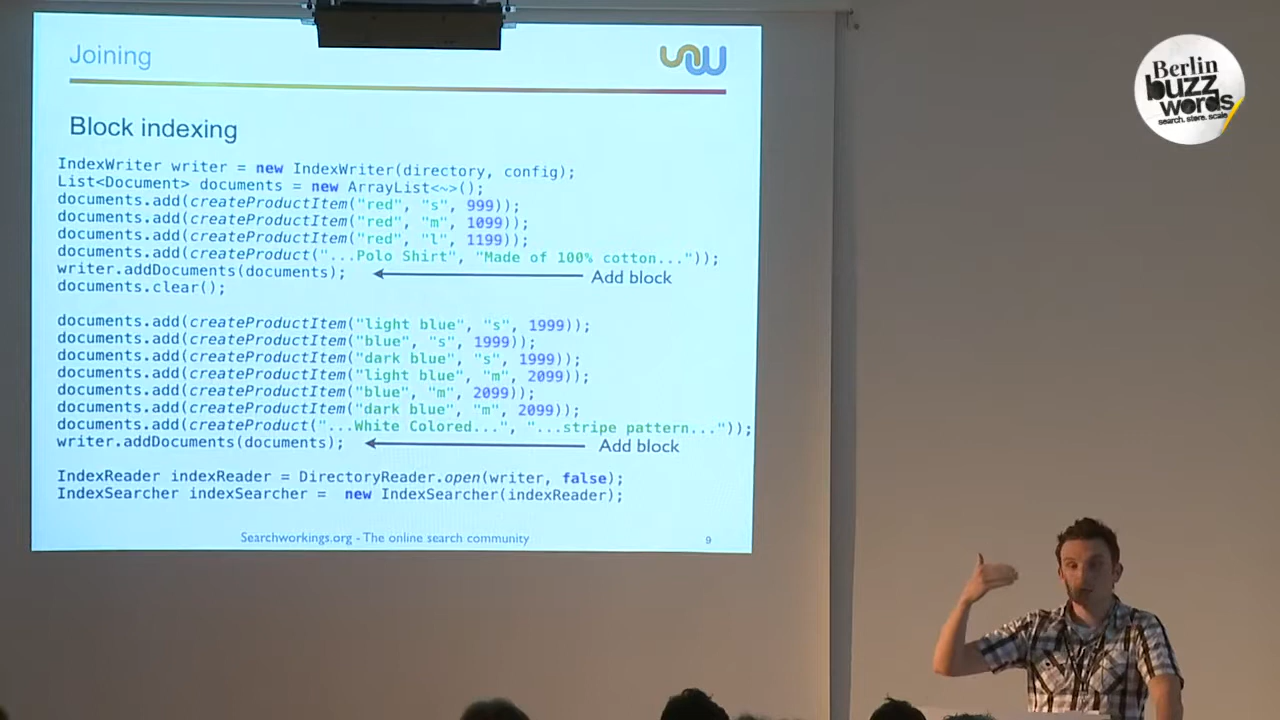 Joining
Block indexing
IndexWriter writer = new IndexWriter(directory, config);
List<Document> documents = new ArrayList<~>();
documents.add(createProductItem("red", "s", 999));
documents.add(createProductItem("red", "m", 1099));
documents.add(createProductItem("red", "l", 1199));
documents.add(createProduct("...Polo Shirt", "Made of 100% cotton..."));
writer.addDocuments(documents);
Add block
documents.clear();
documents.add(createProductItem("light blue", "s", 1999));
documents.add(createProductItem("blue", "s", 1999));
documents.add(createProductItem("dark blue", "s", 1999));
documents.add(createProductItem("light blue", "m", 2099));
documents.add(createProductItem("blue", "m", 2099));
documents.add(createProductItem("dark blue", "m", 2099));
documents.add(createProduct("...White Colored...", "...stripe pattern..."));
writer.addDocuments(documents);
Add block
IndexReader indexReader = DirectoryReader.open(writer, false);
IndexSearcher indexSearcher =  new IndexSearcher(indexReader);
Searchworkings.org - The online search community
9
Berlin
buzz
words
search. store. scale